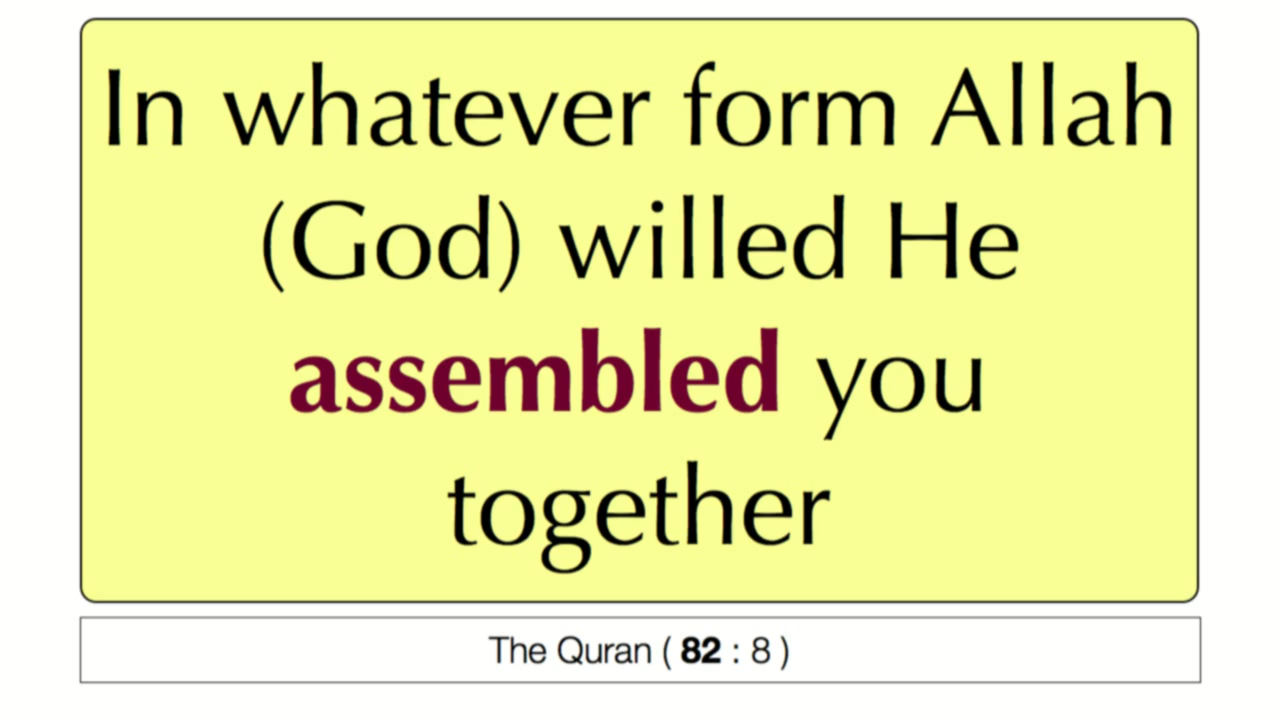 In whatever form Allah
(God) willed He
assembled you
together
The Quran ( 82 : 8 )